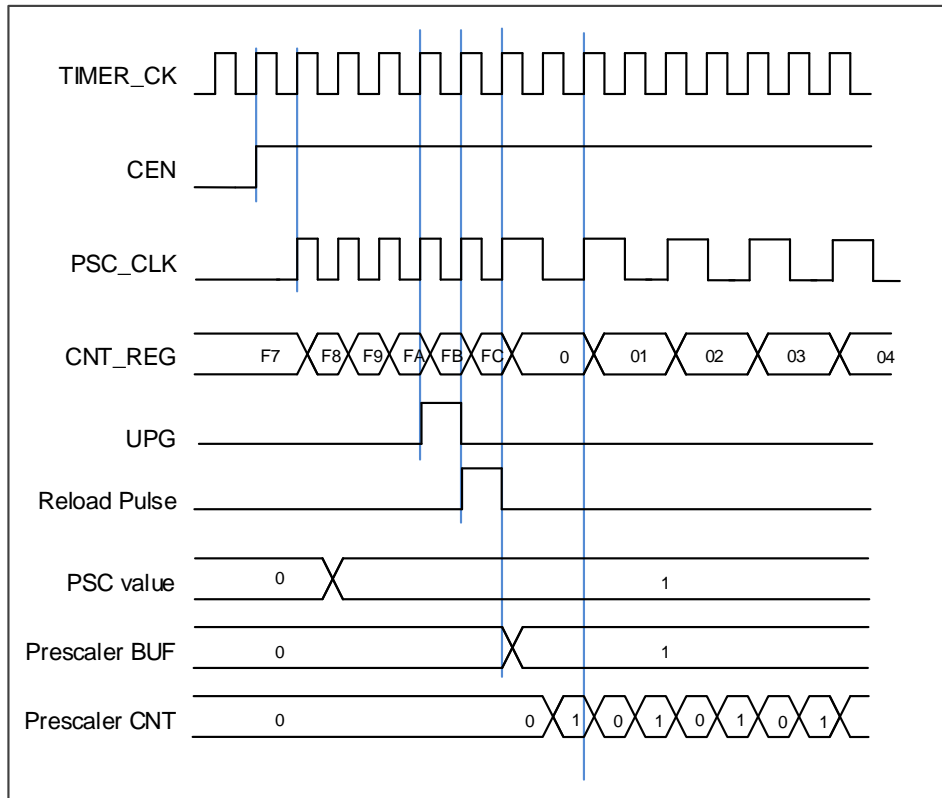 TIMER_CK
CEN
PSC_CLK
CNT_REG F7 F8 F9 FA FB FC 0 01 02 03 04
UPG
Reload Pulse
PSC value 0 1
Prescaler BUF 0 1
Prescaler CNT 0 0 1 0 1 0 1 0 1